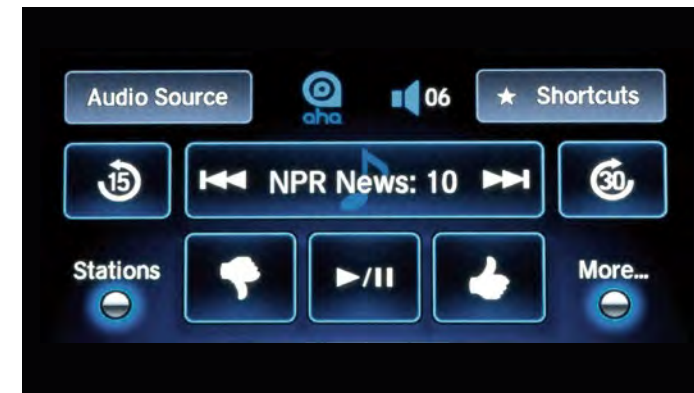 Audio Source
aha
06
★ Shortcuts
15
NPR News: 10
30
Stations
More...